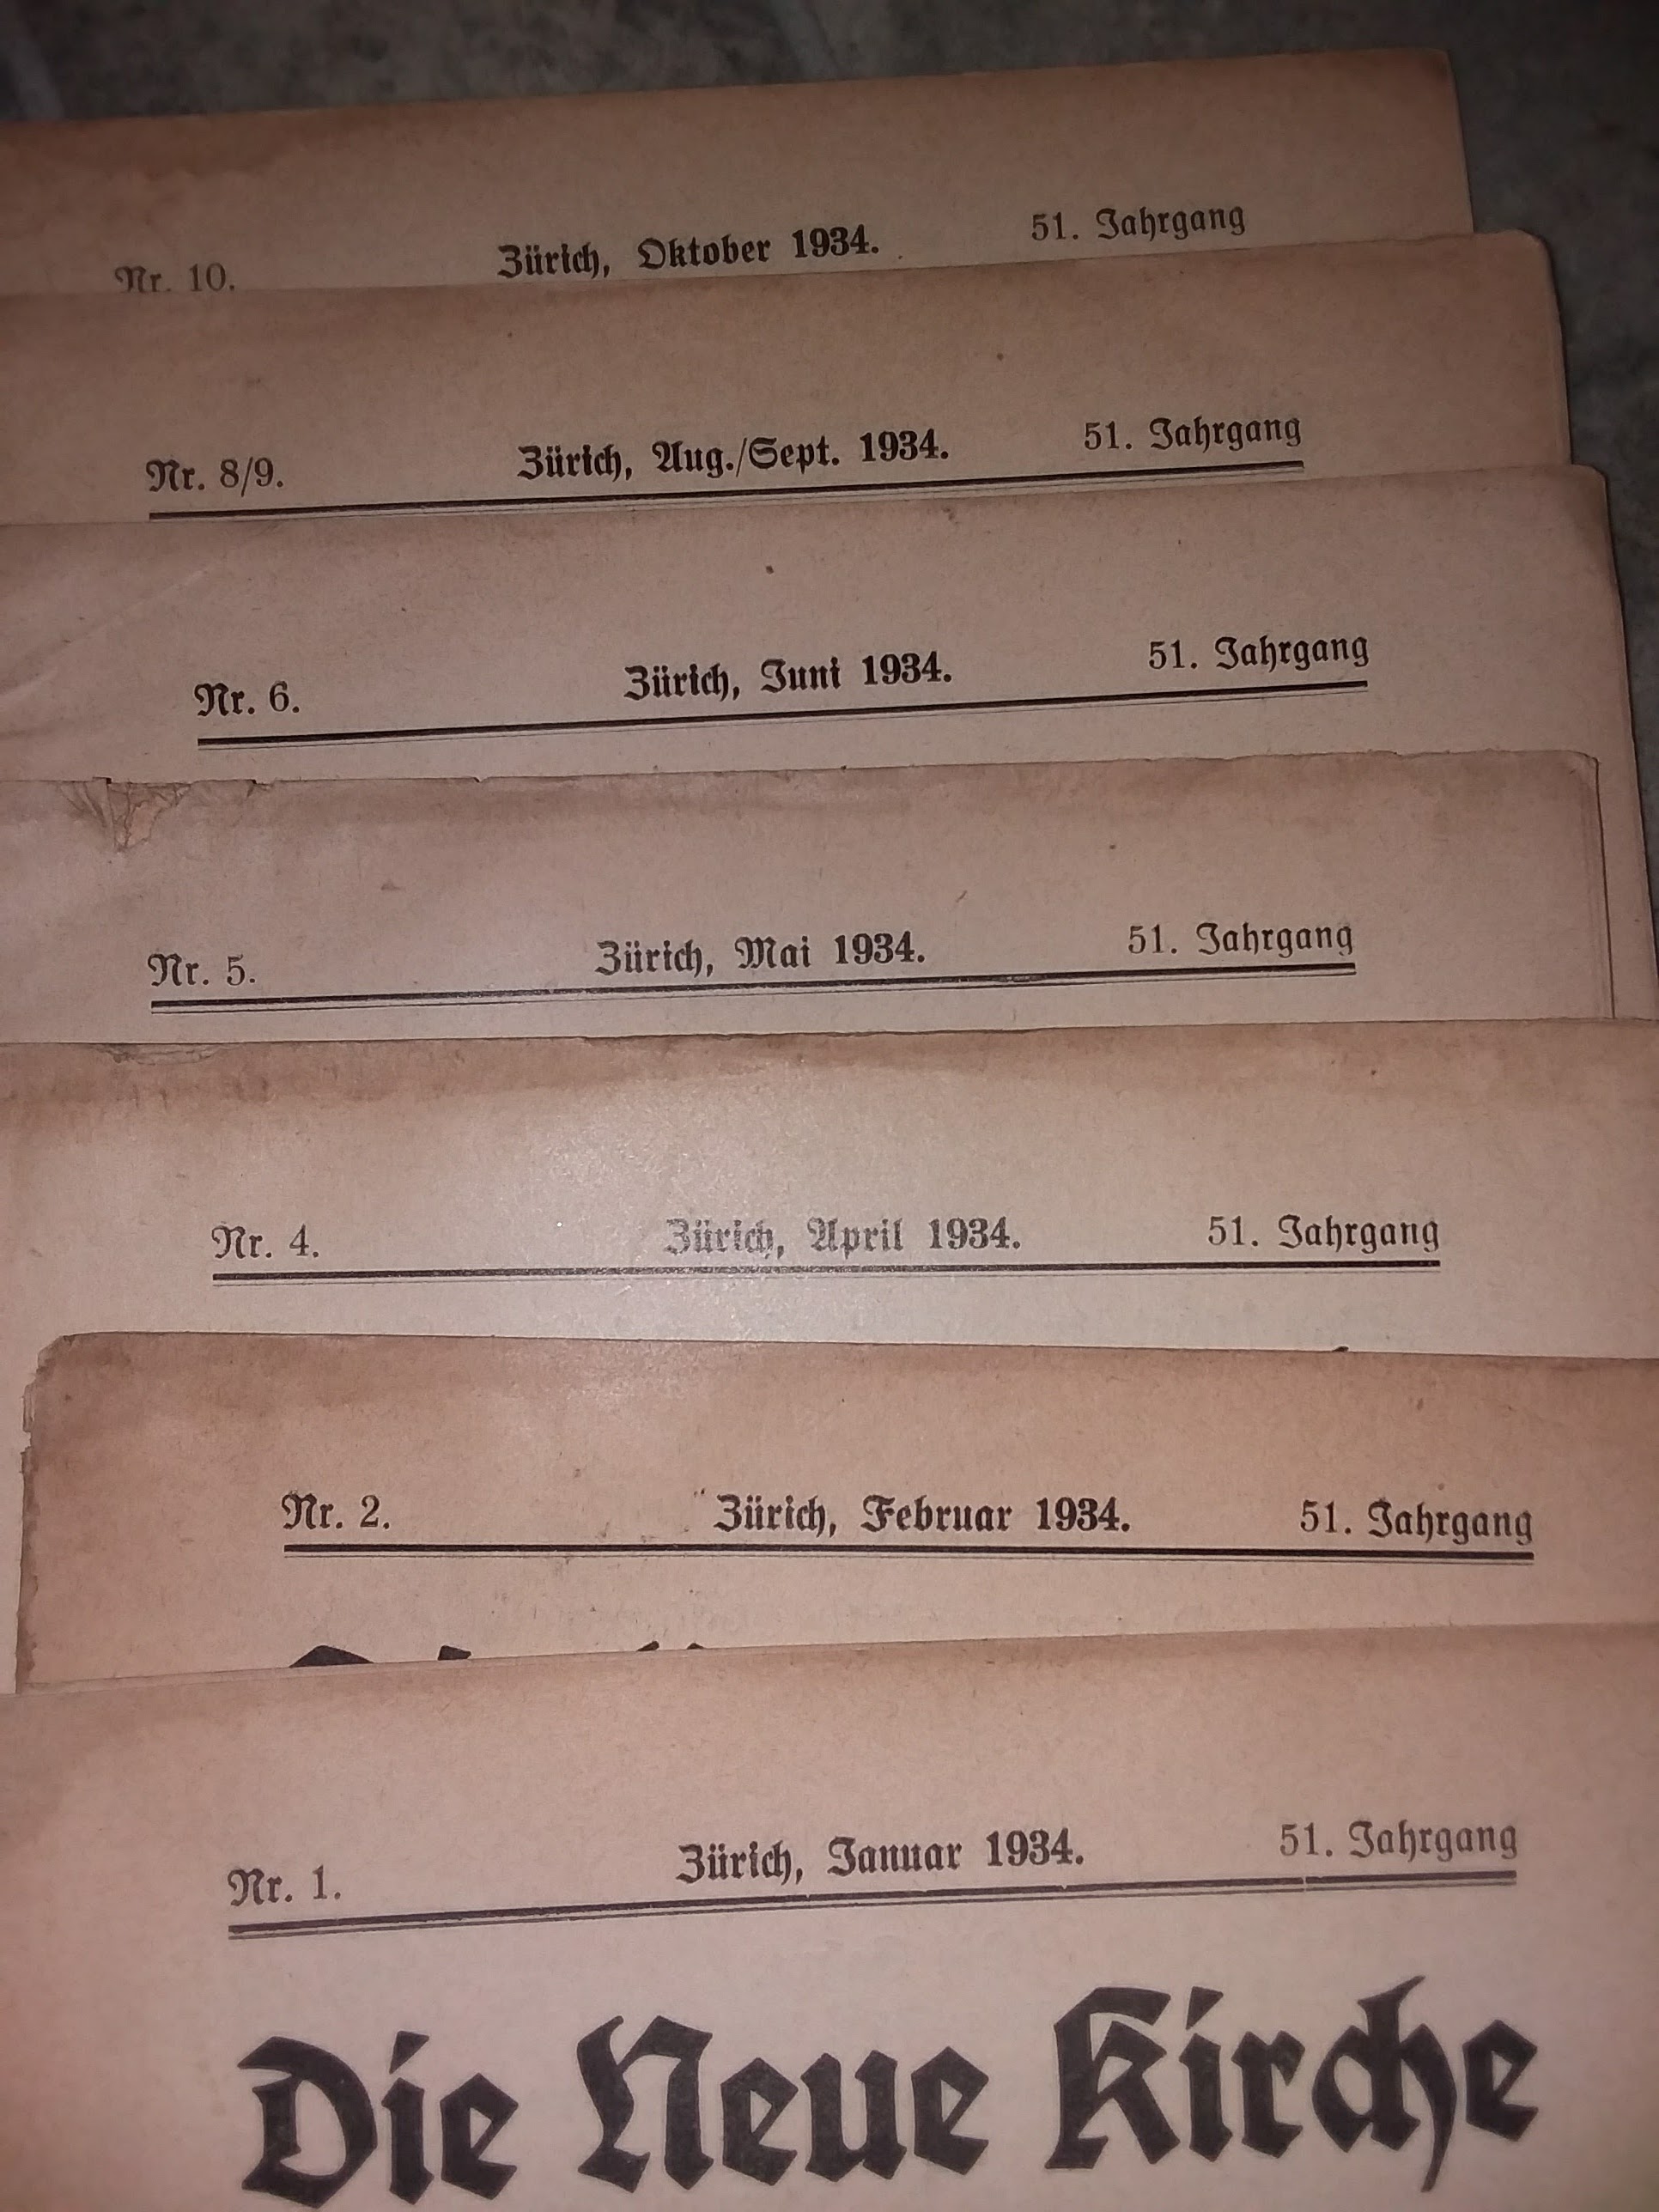 Nr. 10. Zürich, Oktober 1934. 51. Jahrgang
Nr. 8/9. Zürich, Aug./Sept. 1934. 51. Jahrgang
Nr. 6. Zürich, Juni 1934. 51. Jahrgang
Nr. 5. Zürich, Mai 1934. 51. Jahrgang
Nr. 4. Zürich, April 1934. 51. Jahrgang
Nr. 2. Zürich, Februar 1934. 51. Jahrgang
Nr. 1. Zürich, Januar 1934. 51. Jahrgang
Die Neue Kirche